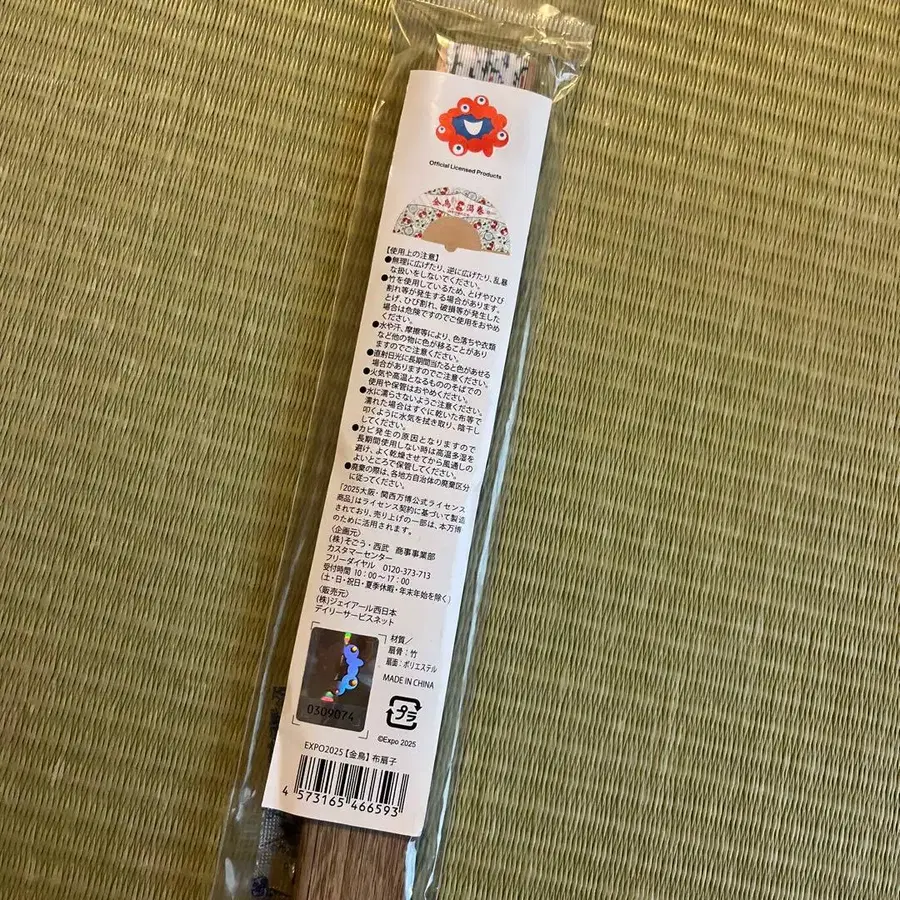 Official Licensed Products
金鳥 渦巻
【使用上の注意】
●無理に広げたり、逆に広げたり、乱暴
な扱いをしないでください。
●竹を使用しているため、とげやひび
割れ等が発生する場合があります。
とげ、ひび割れ、破損等が発生した
場合は危険ですのでご使用をおやめ
ください。
●水や汗、摩擦等により、色落ちや衣類
など他の物に色が移ることがあり
ますのでご注意ください。
●直射日光に長期間当たると色があせる
場合がありますのでご注意ください。
●火気や高温となるもののそばでの
使用や保管はおやめください。
●水に濡らさないようご注意ください。
濡れた場合はすぐに乾いた布等で
叩くように水気を拭き取り、陰干し
してください。
●カビ発生の原因となりますので
長期間使用しない時は高温多湿を
避け、よく乾燥させてから風通しの
よいところで保管してください。
●廃棄の際は、各地方自治体の廃棄区分
に従ってください。
「2025大阪・関西万博公式ライセンス
商品」はライセンス契約に基づいて製造
されており、売り上げの一部は、本万博
のために活用されます。
〈企画元〉
(株)そごう・西武 商事事業部
カスタマーセンター
フリーダイヤル 0120-373-713
受付時間 10:00～17:00
(土・日・祝日・夏季休暇・年末年始を除く)
〈販売元〉
(株)ジェイアール西日本
デイリーサービスネット
材質／
扇骨：竹
扇面：ポリエステル
MADE IN CHINA
0309074
プラ
©Expo 2025
EXPO2025【金鳥】布扇子
4 573165 466593